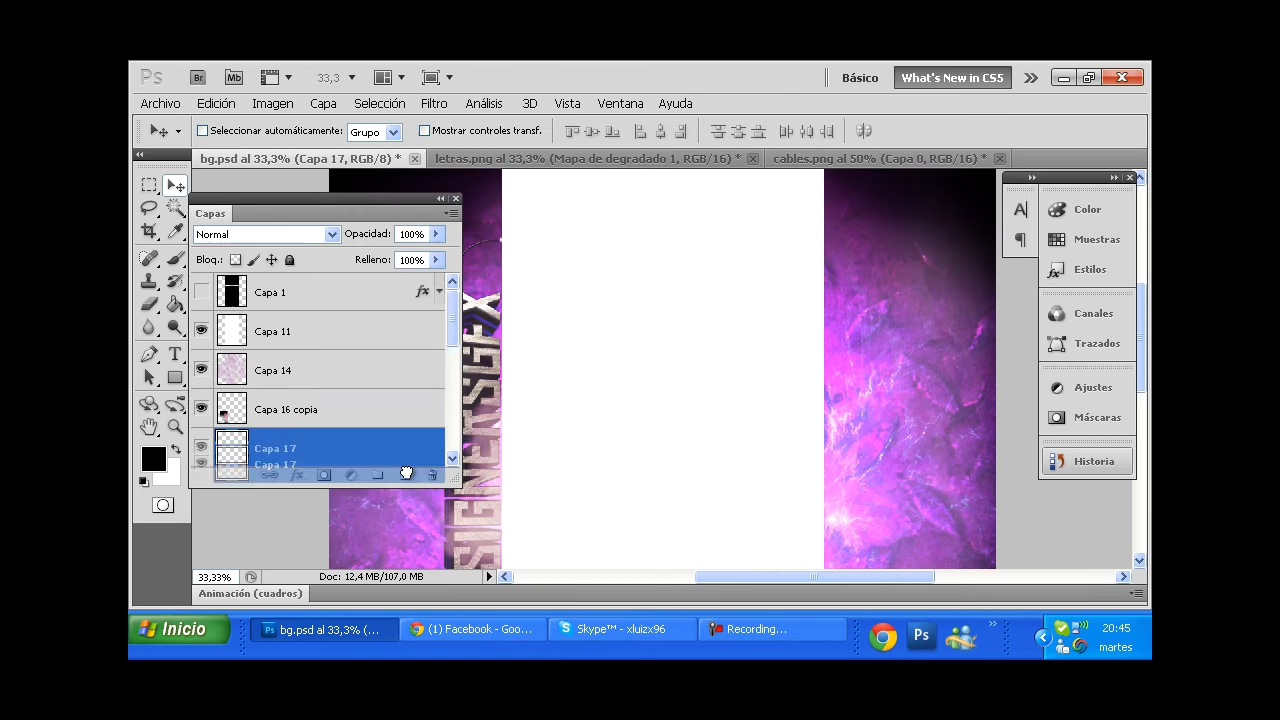 Ps Br Mb 33,3 Básico What's New in CS5
Archivo Edición Imagen Capa Selección Filtro Análisis 3D Vista Ventana Ayuda
Seleccionar automáticamente: Grupo Mostrar controles transf.
bg.psd al 33,3% (Capa 17, RGB/8) * letras.png al 33,3% (Mapa de degradado 1, RGB/16) * cables.png al 50% (Capa 0, RGB/16) *
Capas
Normal Opacidad: 100%
Bloq.: Relleno: 100%
Capa 1 fx
Capa 11
Capa 14
Capa 16 copia
Capa 17
Capa 17
Color
Muestras
Estilos
Canales
Trazados
Ajustes
Máscaras
Historia
33,33% Doc: 12,4 MB/107,0 MB
Animación (cuadros)
Inicio bg.psd al 33,3% (... (1) Facebook - Goo... Skype™ - xluizx96 Recording... Ps 20:45
martes